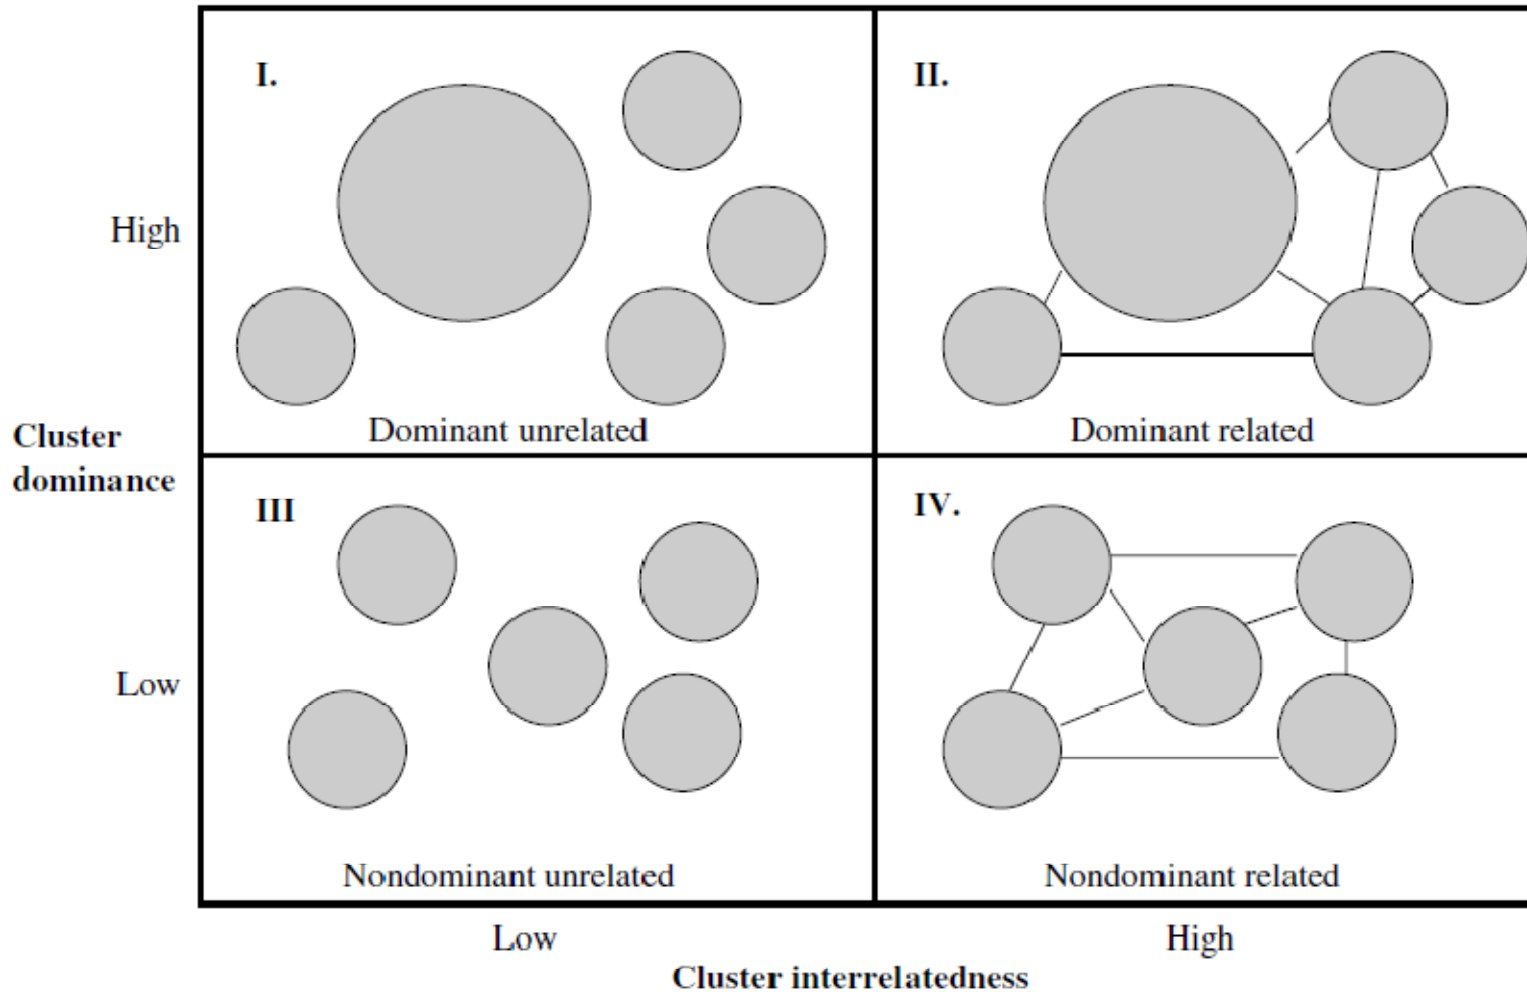 I.
II.
High
Dominant unrelated
Dominant related
Cluster
dominance
III
IV.
Low
Nondominant unrelated
Nondominant related
Low
High
Cluster interrelatedness